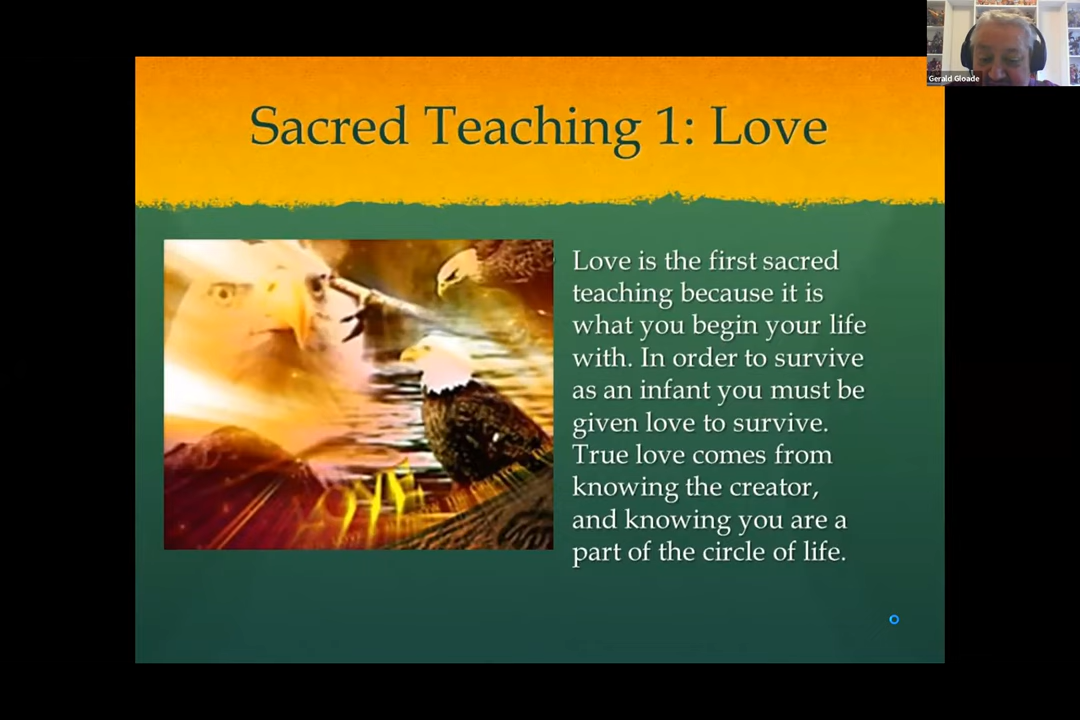 Gerald Gloade
Sacred Teaching 1: Love
Love is the first sacred
teaching because it is
what you begin your life
with. In order to survive
as an infant you must be
given love to survive.
True love comes from
knowing the creator,
and knowing you are a
part of the circle of life.
LOVE